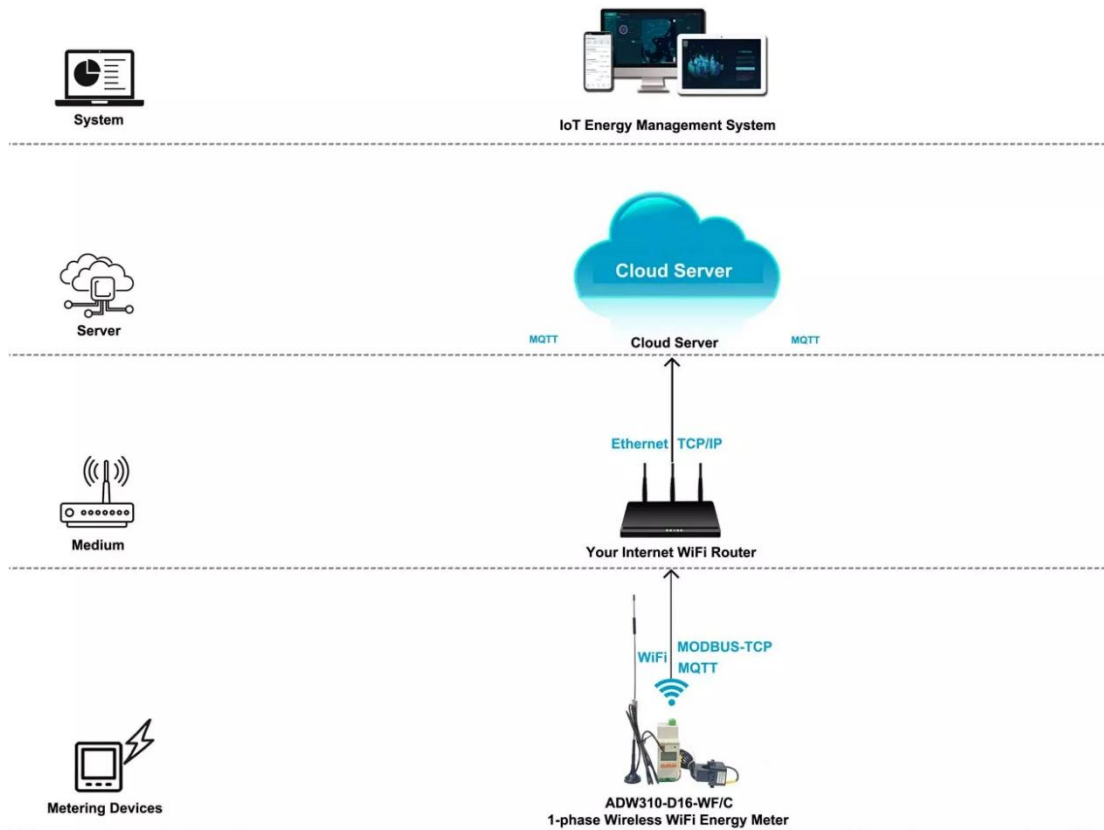 System
IoT Energy Management System
Cloud Server
Server
MQTT
Cloud Server
MQTT
Ethernet TCP/IP
Medium
Your Internet WiFi Router
WiFi
MODBUS-TCP
MQTT
Metering Devices
ADW310-D16-WF/C
1-phase Wireless WiFi Energy Meter